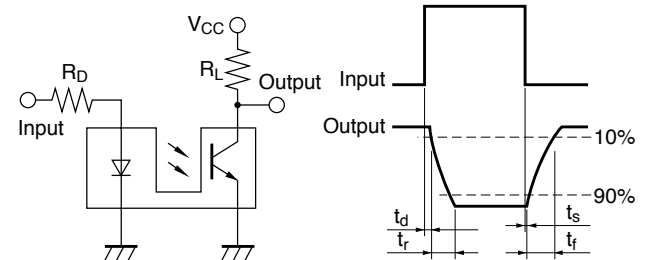 VCC
RL
Output
RD
Input
Input
Output
10%
90%
td
tr
ts
tf